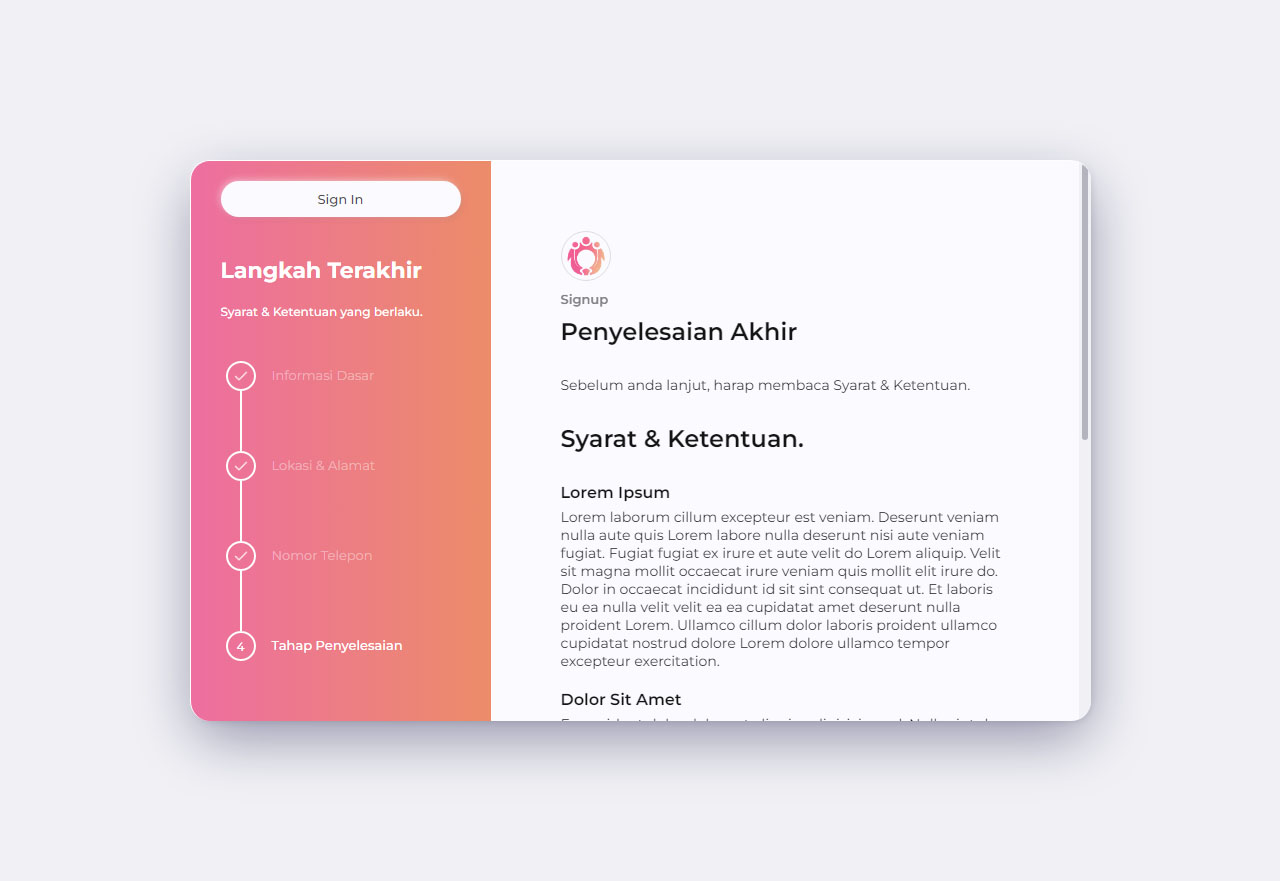 Sign In
Langkah Terakhir
Syarat & Ketentuan yang berlaku.
Informasi Dasar
Lokasi & Alamat
Nomor Telepon
4 Tahap Penyelesaian
Signup
Penyelesaian Akhir
Sebelum anda lanjut, harap membaca Syarat & Ketentuan.
Syarat & Ketentuan.
Lorem Ipsum
Lorem laborum cillum excepteur est veniam. Deserunt veniam
nulla aute quis Lorem labore nulla deserunt nisi aute veniam
fugiat. Fugiat fugiat ex irure et aute velit do Lorem aliquip. Velit
sit magna mollit occaecat irure veniam quis mollit elit irure do.
Dolor in occaecat incididunt id sit sint consequat ut. Et laboris
eu ea nulla velit velit ea ea cupidatat amet deserunt nulla
proident Lorem. Ullamco cillum dolor laboris proident ullamco
cupidatat nostrud dolore Lorem dolore ullamco tempor
excepteur exercitation.
Dolor Sit Amet